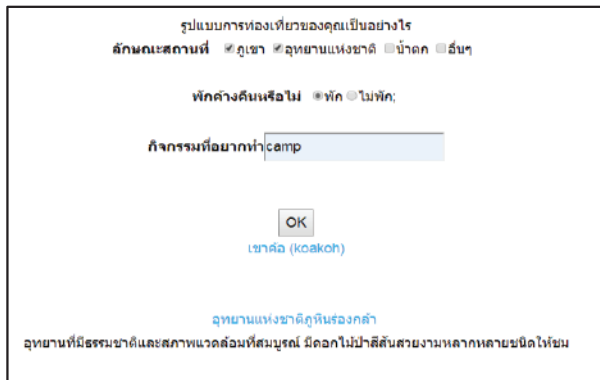 รูปแบบการท่องเที่ยวของคุณเป็นอย่างไร
ลักษณะสถานที่ ภูเขา อุทยานแห่งชาติ น้ำตก อื่นๆ
พักค้างคืนหรือไม่ พัก ไม่พัก;
กิจกรรมที่อยากทำ camp
OK
เขาค้อ (koakoh)
อุทยานแห่งชาติภูหินร่องกล้า
อุทยานที่มีธรรมชาติและสภาพแวดล้อมที่สมบูรณ์ มีดอกไม้ป่าสีสันสวยงามหลากหลายชนิดให้ชม